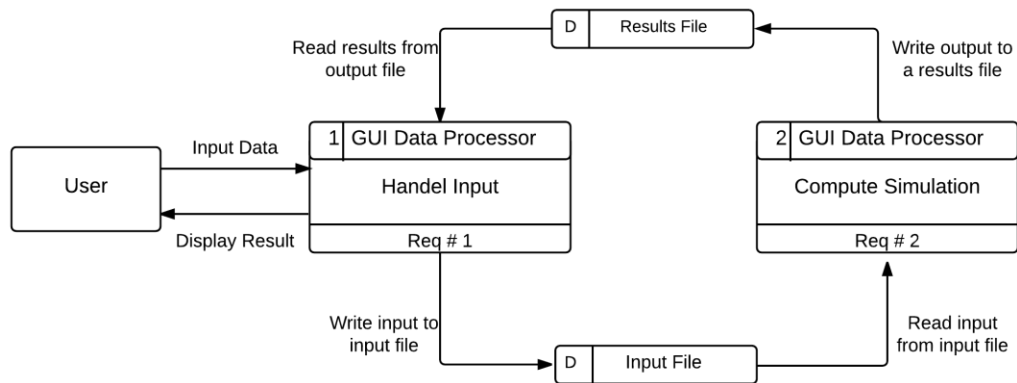 D Results File
Read results from
output file
Write output to
a results file
1 GUI Data Processor
2 GUI Data Processor
Input Data
User
Handel Input
Compute Simulation
Display Result
Req # 1
Req # 2
Write input to
input file
Read input
from input file
D Input File